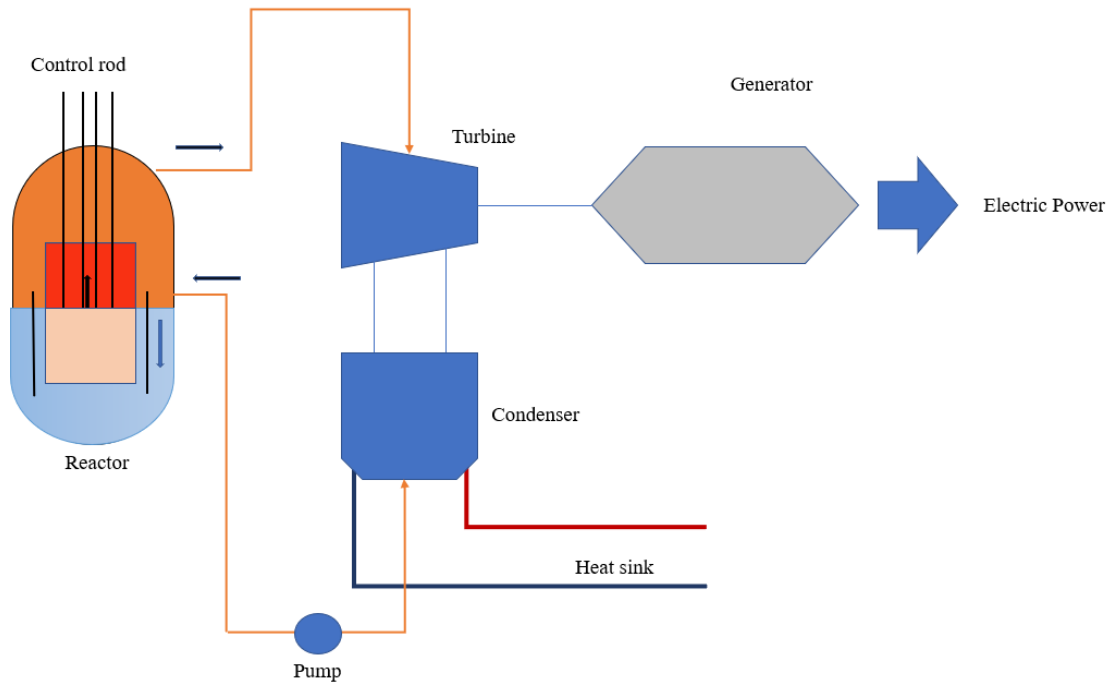 Control rod
Generator
Turbine
Electric Power
Condenser
Reactor
Heat sink
Pump